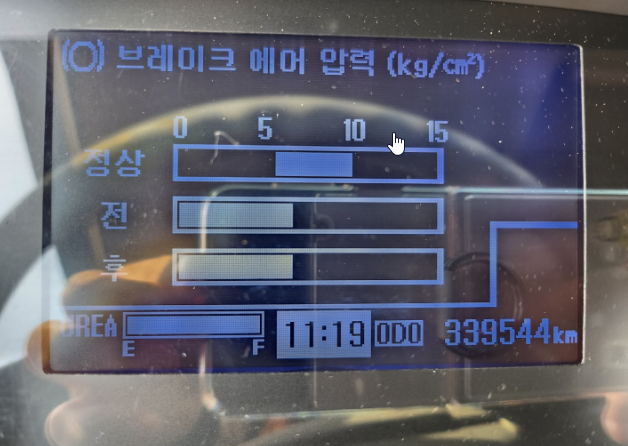 (O) 브레이크 에어 압력 (kg/cm²)
0 5 10 15
정상
전
후
UREA E F 11:19 ODO 339544km